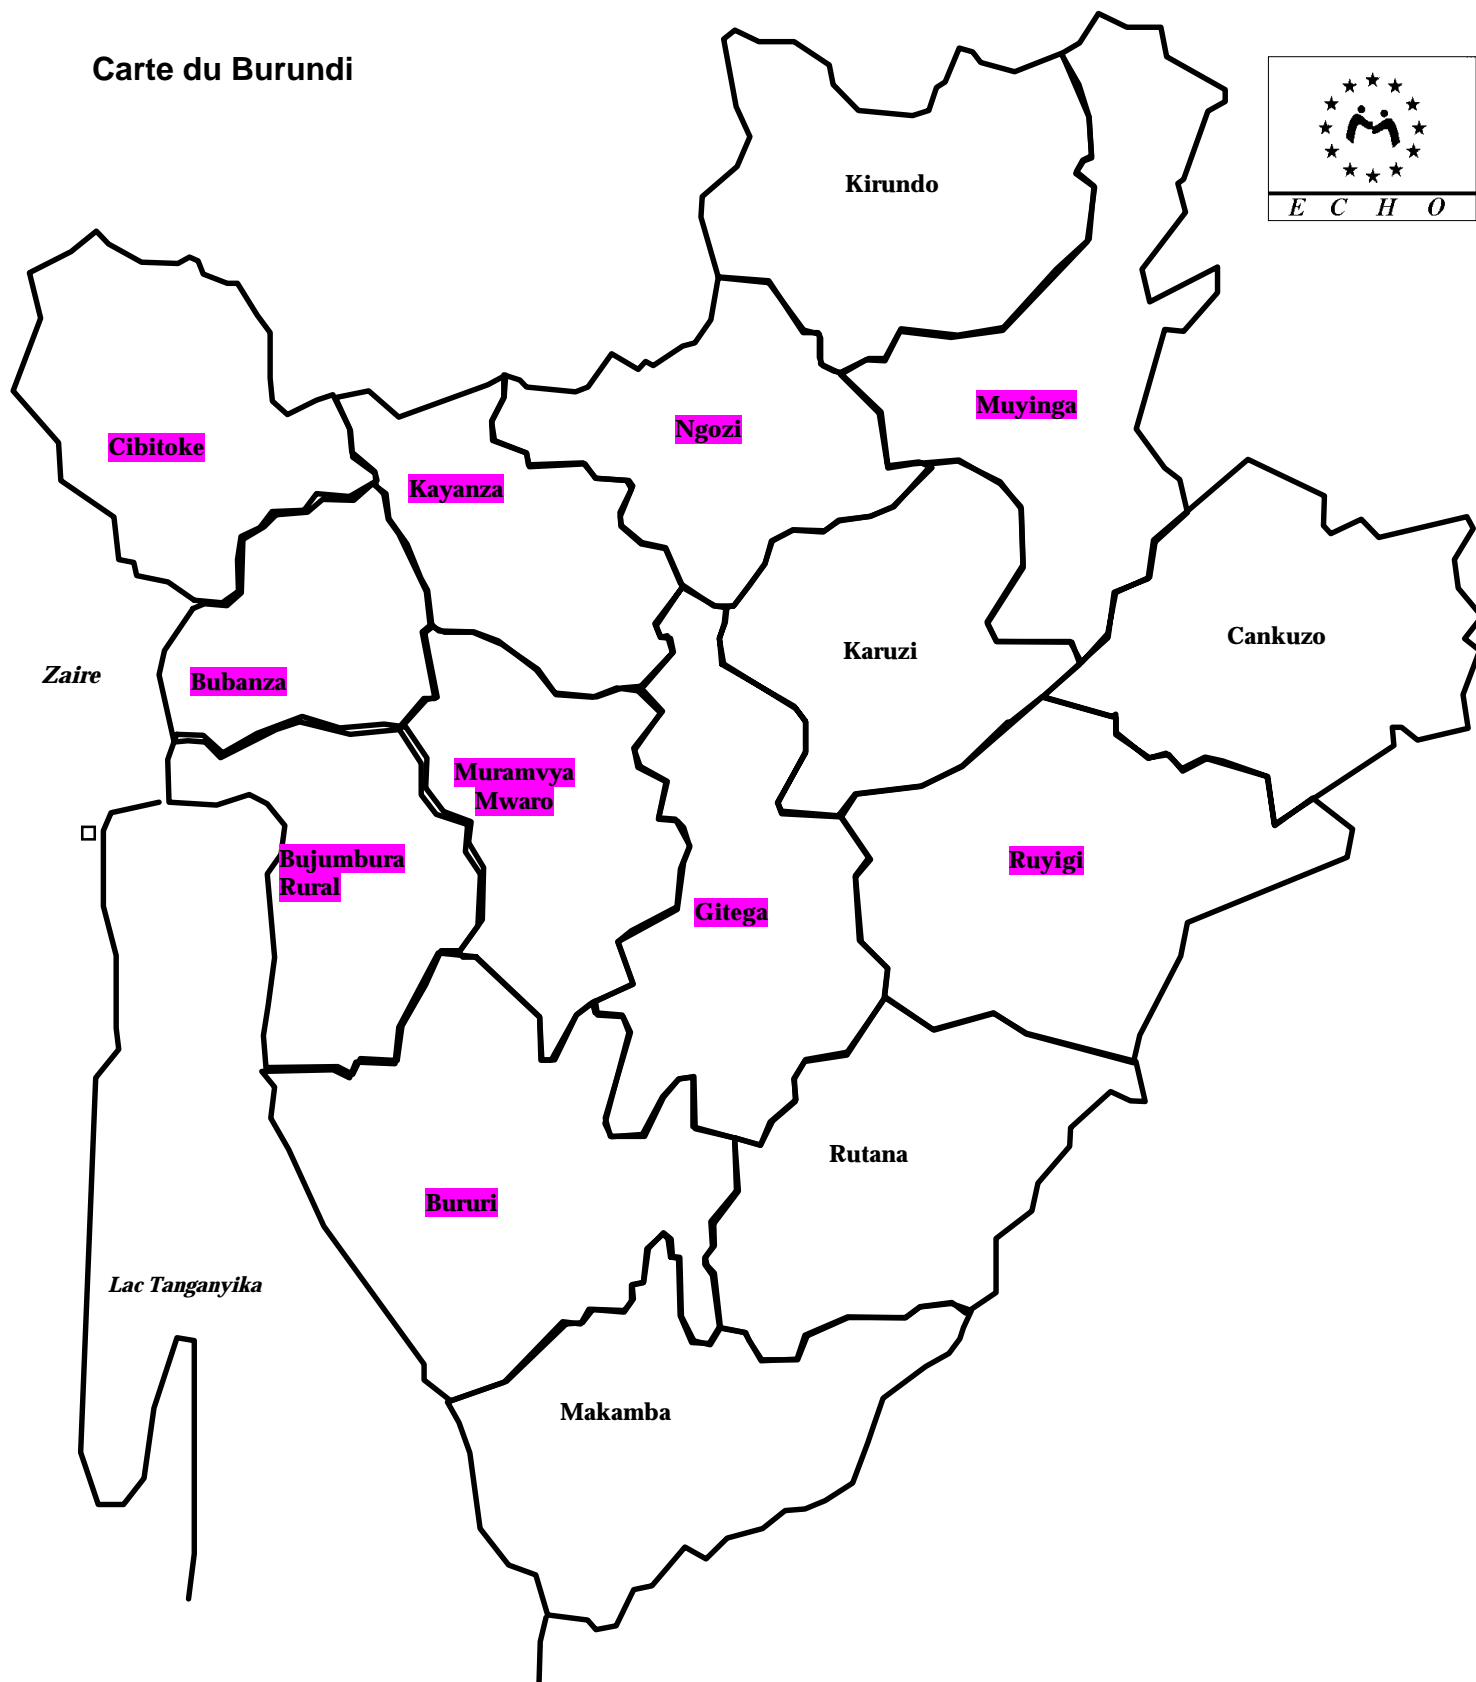 Carte du Burundi
E C H O
Kirundo
Muyinga
Ngozi
Cibitoke
Kayanza
Cankuzo
Karuzi
Zaire
Bubanza
Muramvya
Mwaro
Bujumbura
Rural
Ruyigi
Gitega
Rutana
Bururi
Lac Tanganyika
Makamba